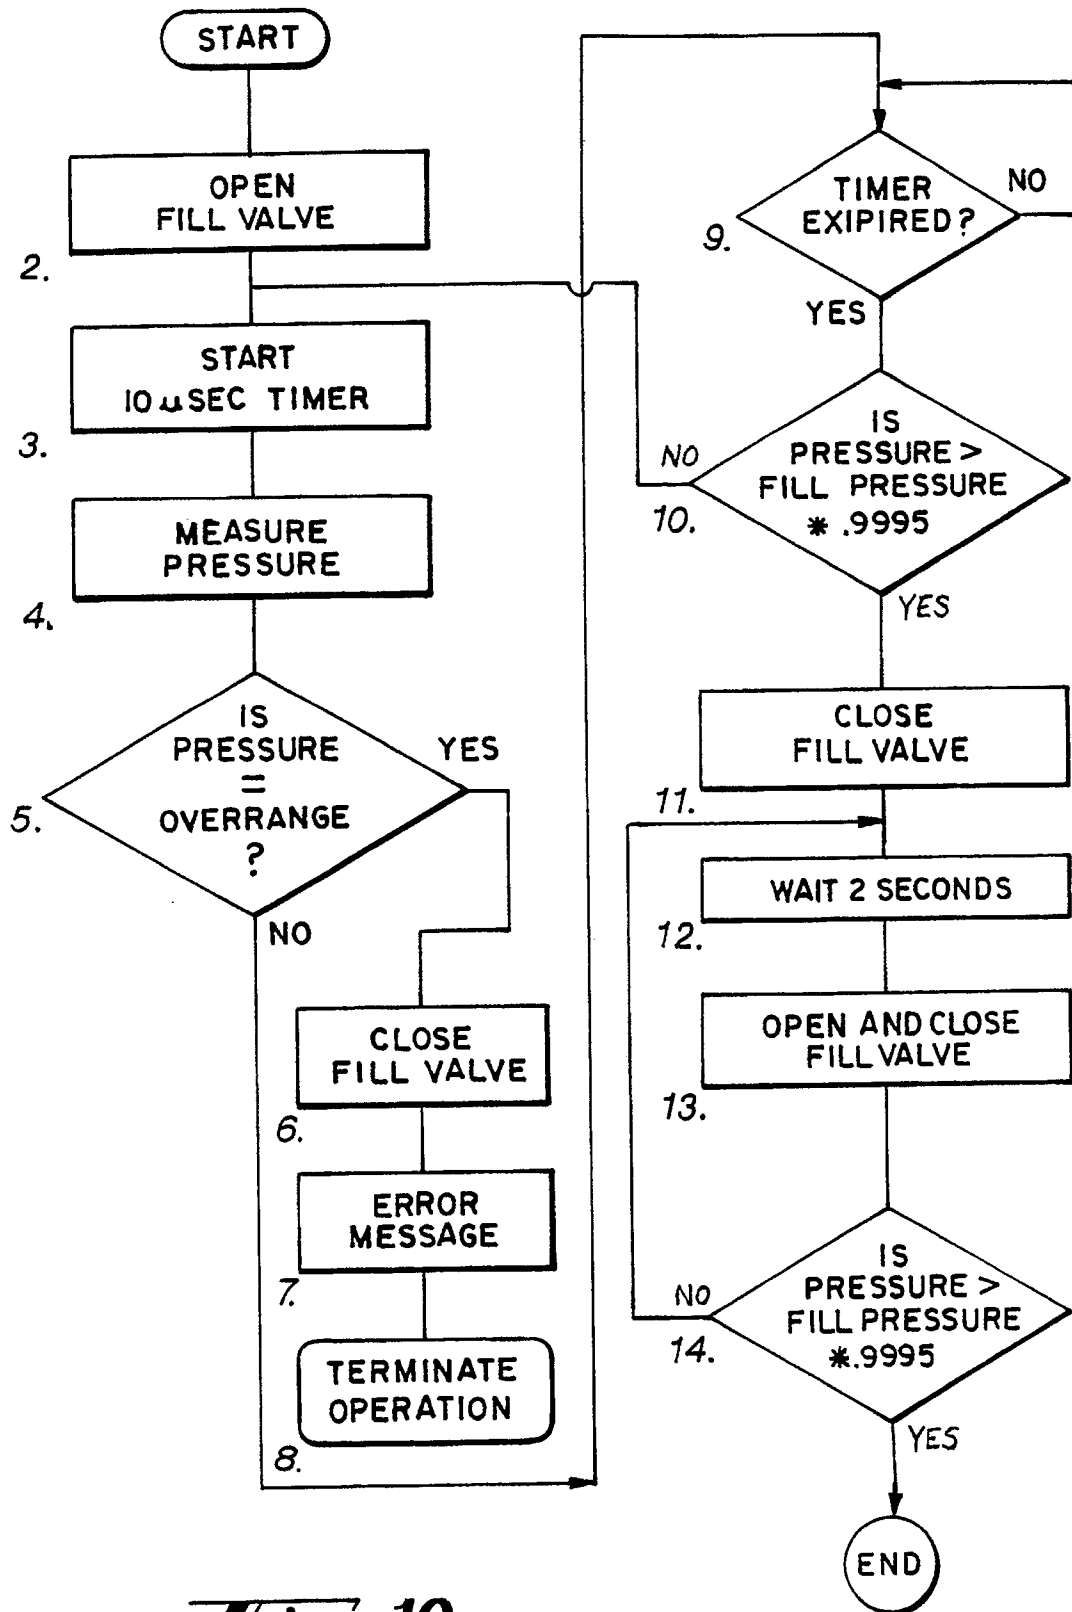 START
OPEN
FILL VALVE
2.
START
10 μSEC TIMER
3.
MEASURE
PRESSURE
4.
IS
PRESSURE
=
OVERRANGE
?
YES
5.
NO
CLOSE
FILL VALVE
6.
ERROR
MESSAGE
7.
TERMINATE
OPERATION
8.
TIMER
EXIPIRED?
NO
9.
YES
IS
PRESSURE >
FILL PRESSURE
* .9995
NO
10.
YES
CLOSE
FILL VALVE
11.
WAIT 2 SECONDS
12.
OPEN AND CLOSE
FILL VALVE
13.
IS
PRESSURE >
FILL PRESSURE
*.9995
NO
14.
YES
END